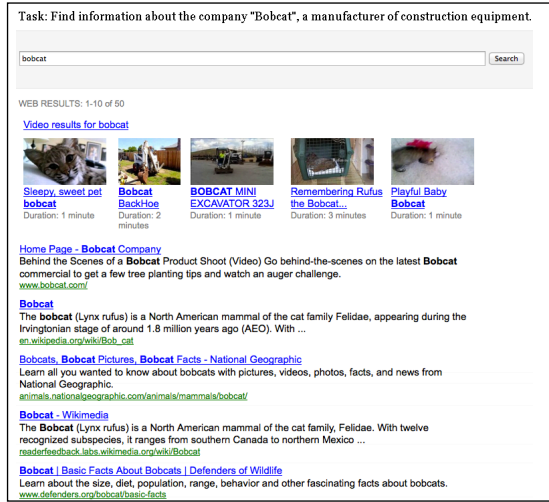 Task: Find information about the company "Bobcat", a manufacturer of construction equipment.
bobcat
Search
WEB RESULTS: 1-10 of 50
Video results for bobcat
Sleepy, sweet pet
bobcat
Duration: 1 minute
Bobcat
BackHoe
Duration: 2
minutes
BOBCAT MINI
EXCAVATOR 323J
Duration: 1 minute
Remembering Rufus
the Bobcat...
Duration: 3 minutes
Playful Baby
Bobcat
Duration: 1 minute
Home Page - Bobcat Company
Behind the Scenes of a Bobcat Product Shoot (Video) Go behind-the-scenes on the latest Bobcat
commercial to get a few tree planting tips and watch an auger challenge.
www.bobcat.com/
Bobcat
The bobcat (Lynx rufus) is a North American mammal of the cat family Felidae, appearing during the
Irvingtonian stage of around 1.8 million years ago (AEO). With ...
en.wikipedia.org/wiki/Bob_cat
Bobcats, Bobcat Pictures, Bobcat Facts - National Geographic
Learn all you wanted to know about bobcats with pictures, videos, photos, facts, and news from
National Geographic.
animals.nationalgeographic.com/animals/mammals/bobcat/
Bobcat - Wikimedia
The Bobcat (Lynx rufus) is a North American mammal of the cat family, Felidae. With twelve
recognized subspecies, it ranges from southern Canada to northern Mexico ...
readerfeedback.labs.wikimedia.org/wiki/Bobcat
Bobcat | Basic Facts About Bobcats | Defenders of Wildlife
Learn about the size, diet, population, range, behavior and other fascinating facts about bobcats.
www.defenders.org/bobcat/basic-facts